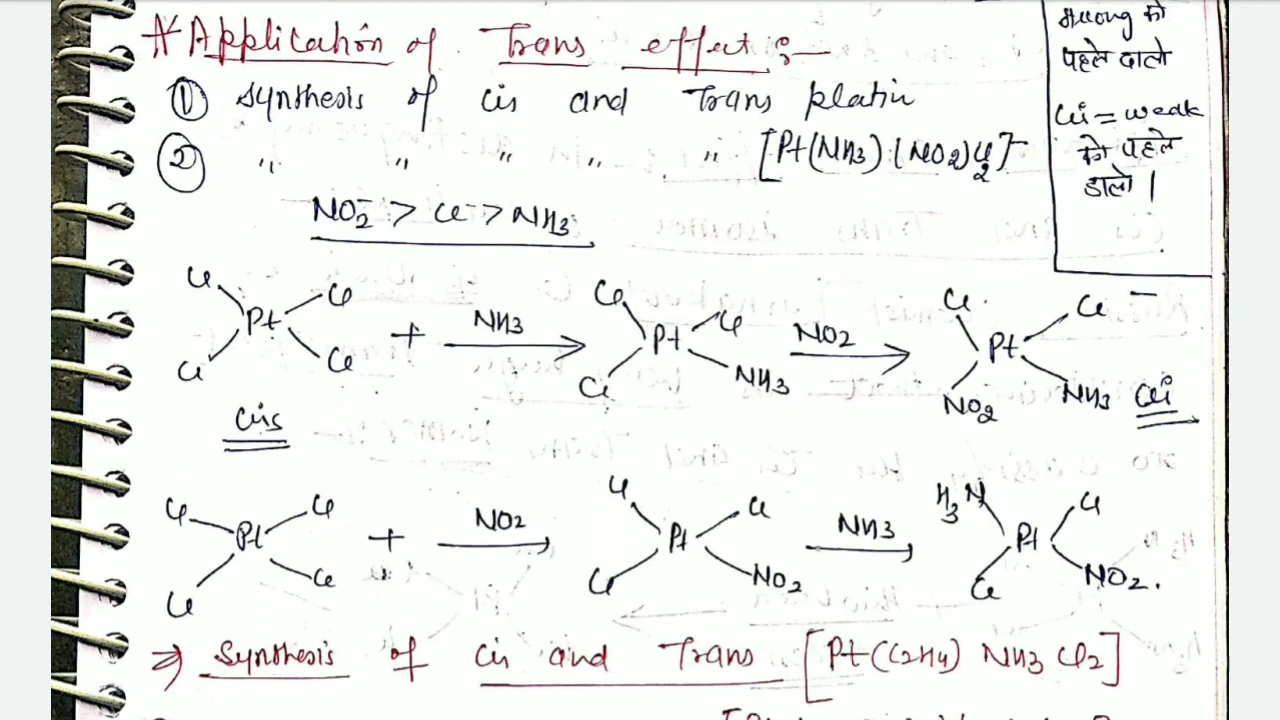 # Application of Trans effect :—
① Synthesis of cis and Trans platin
② " " " " " [Pt(NH3)(NO2)Cl2]-
strong को
पहले डालो
Cis = weak
को पहले
डालो |
NO2- > Cl- > NH3
Cl Cl Pt Cl Cl + NH3 → Cl Cl Pt Cl NH3 NO2 → Cl Cl - Pt NO2 NH3 Cis
Cis
Cl Cl Pt Cl Cl + NO2 → Cl Cl Pt Cl NO2 NH3 → H3N Cl Pt Cl NO2.
⇒ Synthesis of Cis and Trans [Pt(C2H4) NH3 Cl2]